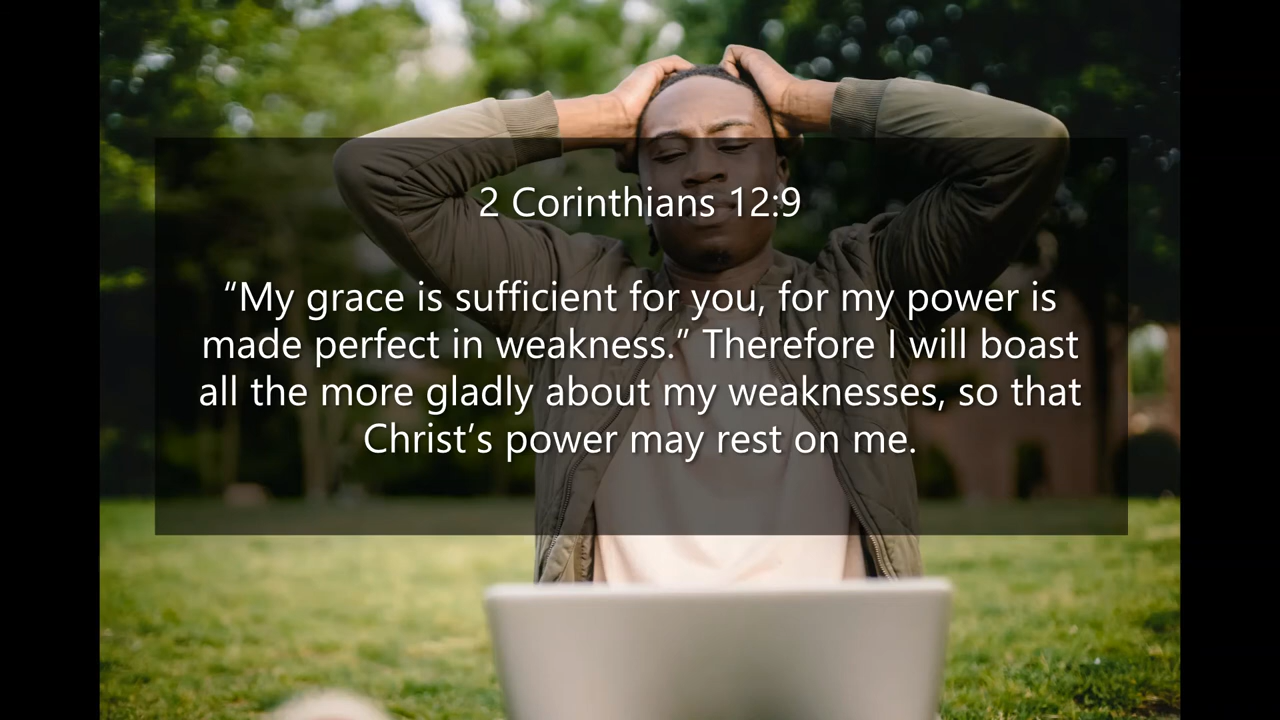 2 Corinthians 12:9
“My grace is sufficient for you, for my power is
made perfect in weakness.” Therefore I will boast
all the more gladly about my weaknesses, so that
Christ’s power may rest on me.